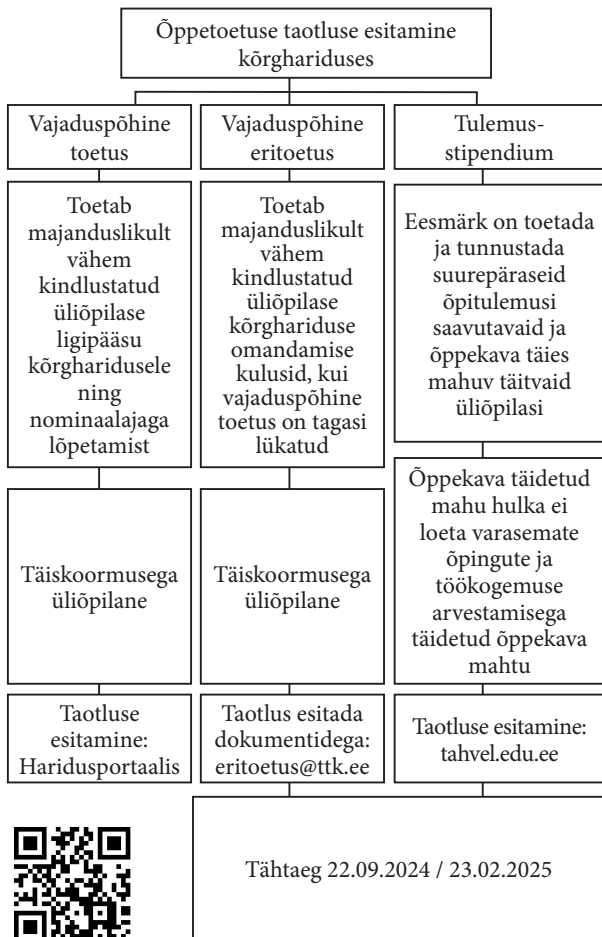 Õppetoetuse taotluse esitamine
kõrghariduses
Vajaduspõhine
toetus
Vajaduspõhine
eritoetus
Tulemus-
stipendium
Toetab
majanduslikult
vähem
kindlustatud
üliõpilase
ligipääsu
kõrgharidusele
ning
nominaalajaga
lõpetamist
Toetab
majanduslikult
vähem
kindlustatud
üliõpilase
kõrghariduse
omandamise
kulusid, kui
vajaduspõhine
toetus on tagasi
lükatud
Eesmärk on toetada
ja tunnustada
suurepäraseid
õpitulemusi
saavutavaid ja
õppekava täies
mahuv täitvaid
üliõpilasi
Täiskoormusega
üliõpilane
Täiskoormusega
üliõpilane
Õppekava täidetud
mahu hulka ei
loeta varasemate
õpingute ja
töökogemuse
arvestamisega
täidetud õppekava
mahtu
Taotluse
esitamine:
Haridusportaalis
Taotlus esitada
dokumentidega:
eritoetus@ttk.ee
Taotluse esitamine:
tahvel.edu.ee
Tähtaeg 22.09.2024 / 23.02.2025